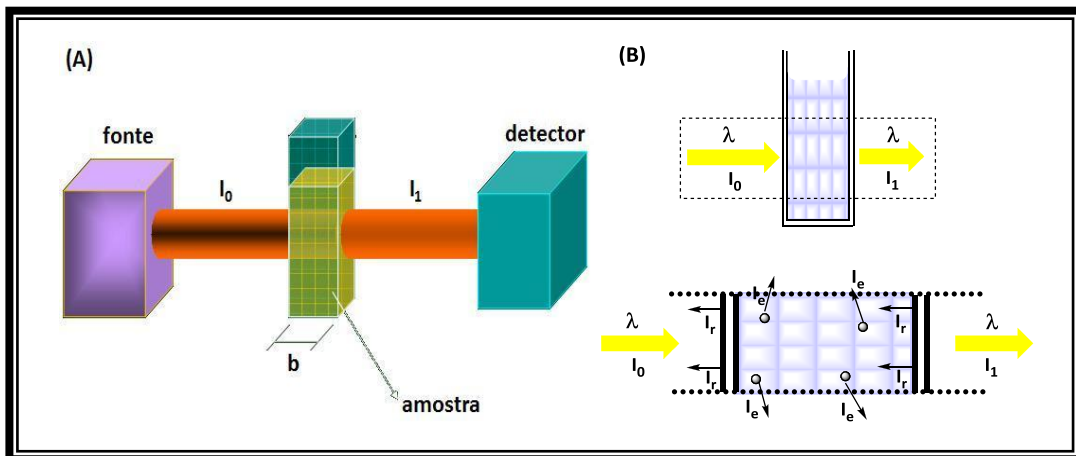 (A)
fonte
I0
I1
detector
b
amostra
(B)
λ
I0
λ
I1
λ
I0
Ir
Ir
Ie
Ie
Ie
Ie
Ir
Ir
λ
I1